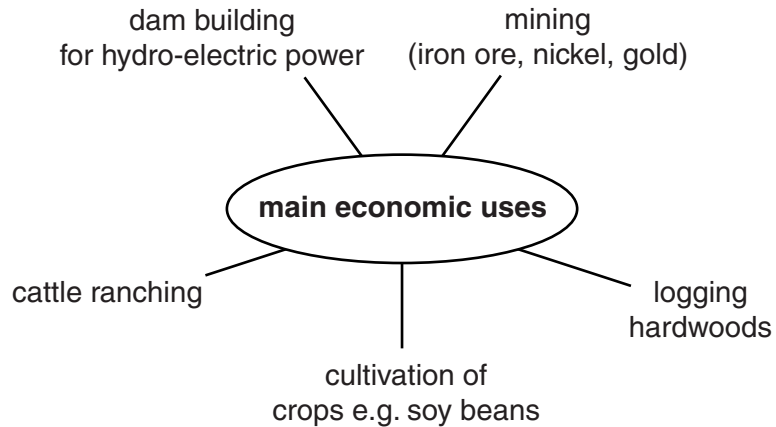 dam building
for hydro-electric power
mining
(iron ore, nickel, gold)
main economic uses
cattle ranching
logging
hardwoods
cultivation of
crops e.g. soy beans